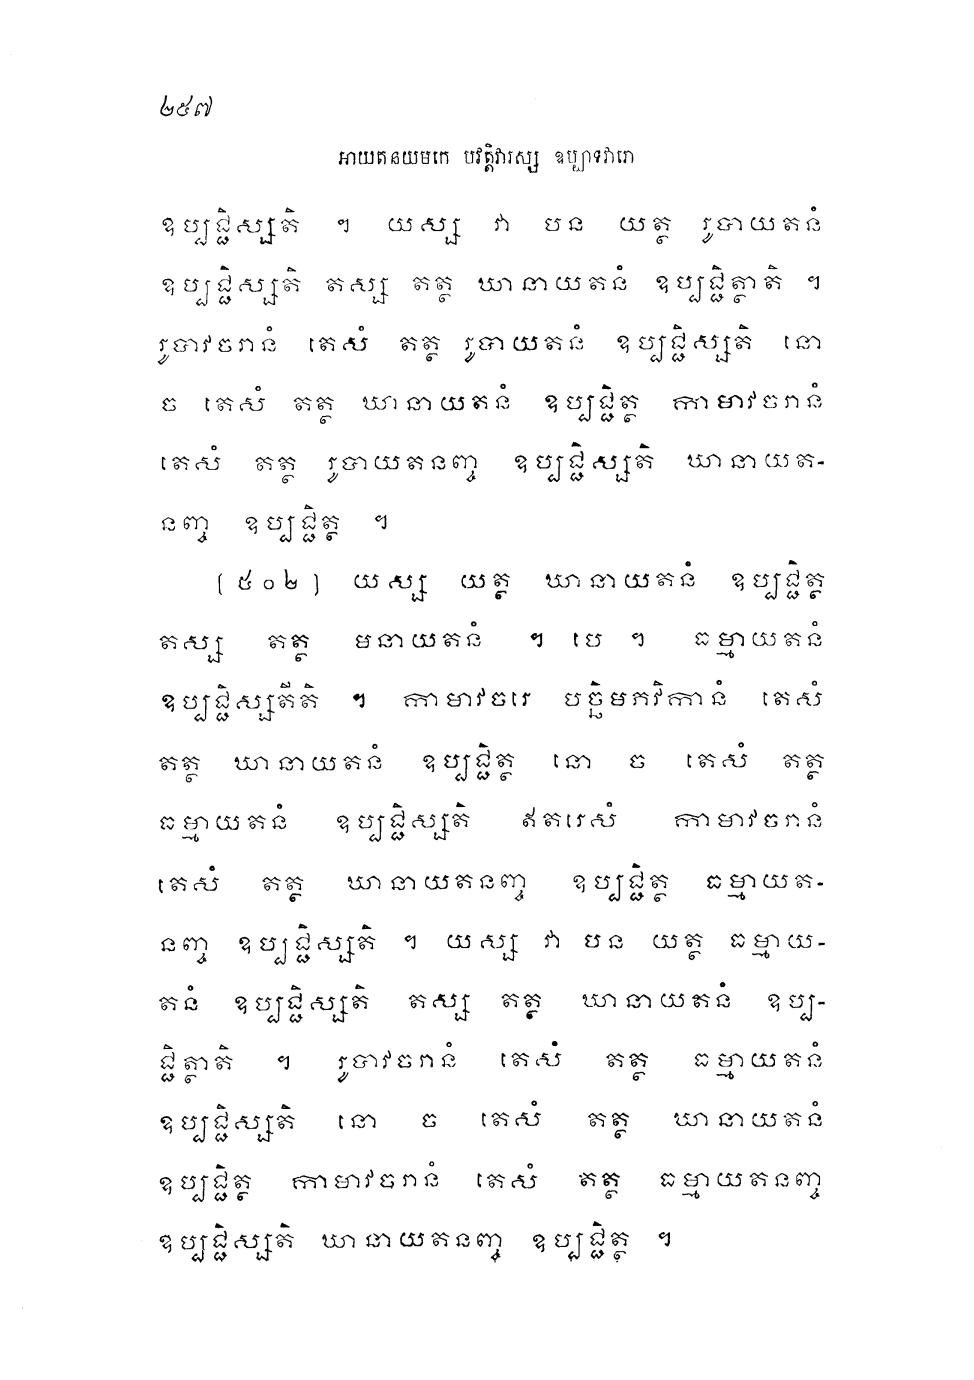 ២៥៧
អាយតនយមកេ បវត្តិវារស្ស ឧប្បាទវារោ
ឧប្បជ្ជិស្សតិ ។ យស្ស វា បន យត្ថ រូបាយតនំ
ឧប្បជ្ជិស្សតិ តស្ស តត្ថ ឃានាយតនំ ឧប្បជ្ជិត្ថាតិ ។
រូបាវចរានំ តេសំ តត្ថ រូបាយតនំ ឧប្បជ្ជិស្សតិ នោ
ច តេសំ តត្ថ ឃានាយតនំ ឧប្បជ្ជិត្ថ កាមាវចរានំ
តេសំ តត្ថ រូបាយតនញ្ច ឧប្បជ្ជិស្សតិ ឃានាយត-
នញ្ច ឧប្បជ្ជិត្ថ ។
(៥០២) យស្ស យត្ថ ឃានាយតនំ ឧប្បជ្ជិត្ថ
តស្ស តត្ថ មនាយតនំ ។ បេ ។ ធម្មាយតនំ
ឧប្បជ្ជិស្សតីតិ ។ កាមាវចរេ បច្ឆិមភវិកានំ តេសំ
តត្ថ ឃានាយតនំ ឧប្បជ្ជិត្ថ នោ ច តេសំ តត្ថ
ធម្មាយតនំ ឧប្បជ្ជិស្សតិ ឥតរេសំ កាមាវចរានំ
តេសំ តត្ថ ឃានាយតនញ្ច ឧប្បជ្ជិត្ថ ធម្មាយត-
នញ្ច ឧប្បជ្ជិស្សតិ ។ យស្ស វា បន យត្ថ ធម្មាយ-
តនំ ឧប្បជ្ជិស្សតិ តស្ស តត្ថ ឃានាយតនំ ឧប្ប-
ជ្ជិត្ថាតិ ។ រូបាវចរានំ តេសំ តត្ថ ធម្មាយតនំ
ឧប្បជ្ជិស្សតិ នោ ច តេសំ តត្ថ ឃានាយតនំ
ឧប្បជ្ជិត្ថ កាមាវចរានំ តេសំ តត្ថ ធម្មាយតនញ្ច
ឧប្បជ្ជិស្សតិ ឃានាយតនញ្ច ឧប្បជ្ជិត្ថ ។